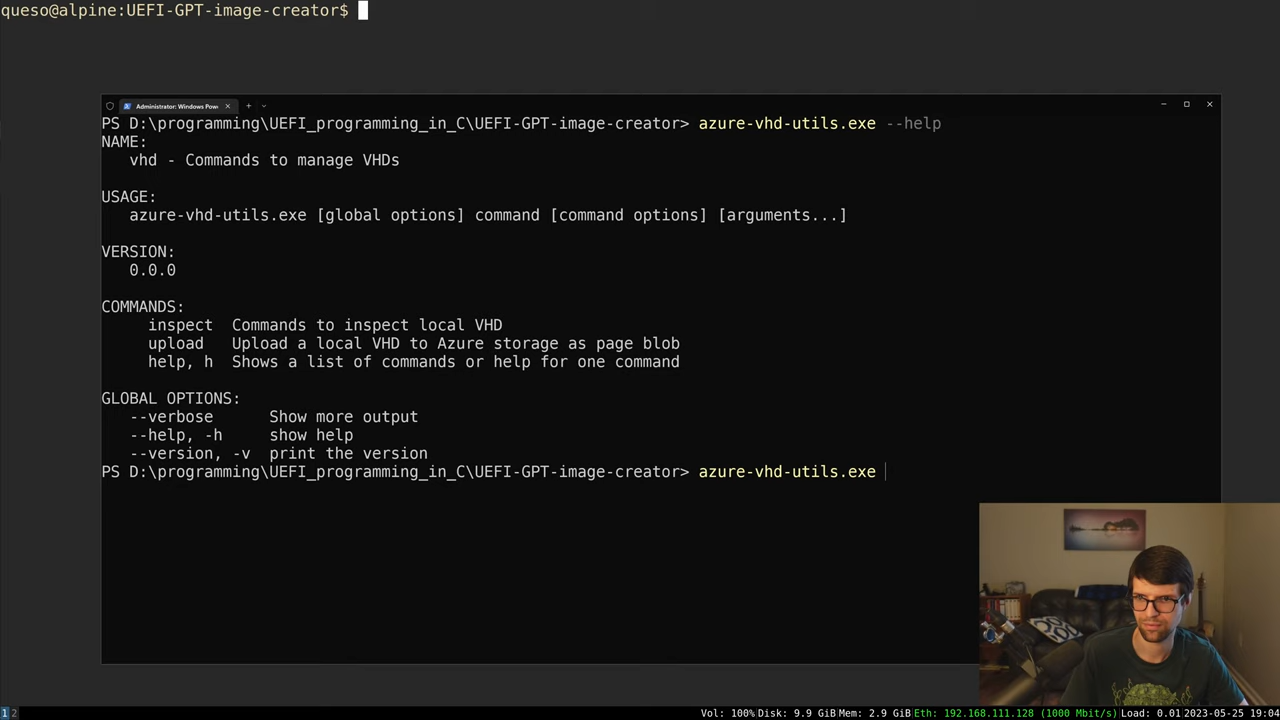 queso@alpine:UEFI-GPT-image-creator$
Administrator: Windows Pow
PS D:\programming\UEFI_programming_in_C\UEFI-GPT-image-creator> azure-vhd-utils.exe --help
NAME:
vhd - Commands to manage VHDs
USAGE:
azure-vhd-utils.exe [global options] command [command options] [arguments...]
VERSION:
0.0.0
COMMANDS:
inspect Commands to inspect local VHD
upload Upload a local VHD to Azure storage as page blob
help, h Shows a list of commands or help for one command
GLOBAL OPTIONS:
--verbose Show more output
--help, -h show help
--version, -v print the version
PS D:\programming\UEFI_programming_in_C\UEFI-GPT-image-creator> azure-vhd-utils.exe
1 2 Vol: 100% Disk: 9.9 GiB Mem: 2.9 GiB Eth: 192.168.111.128 (1000 Mbit/s) Load: 0.01 2023-05-25 19:04